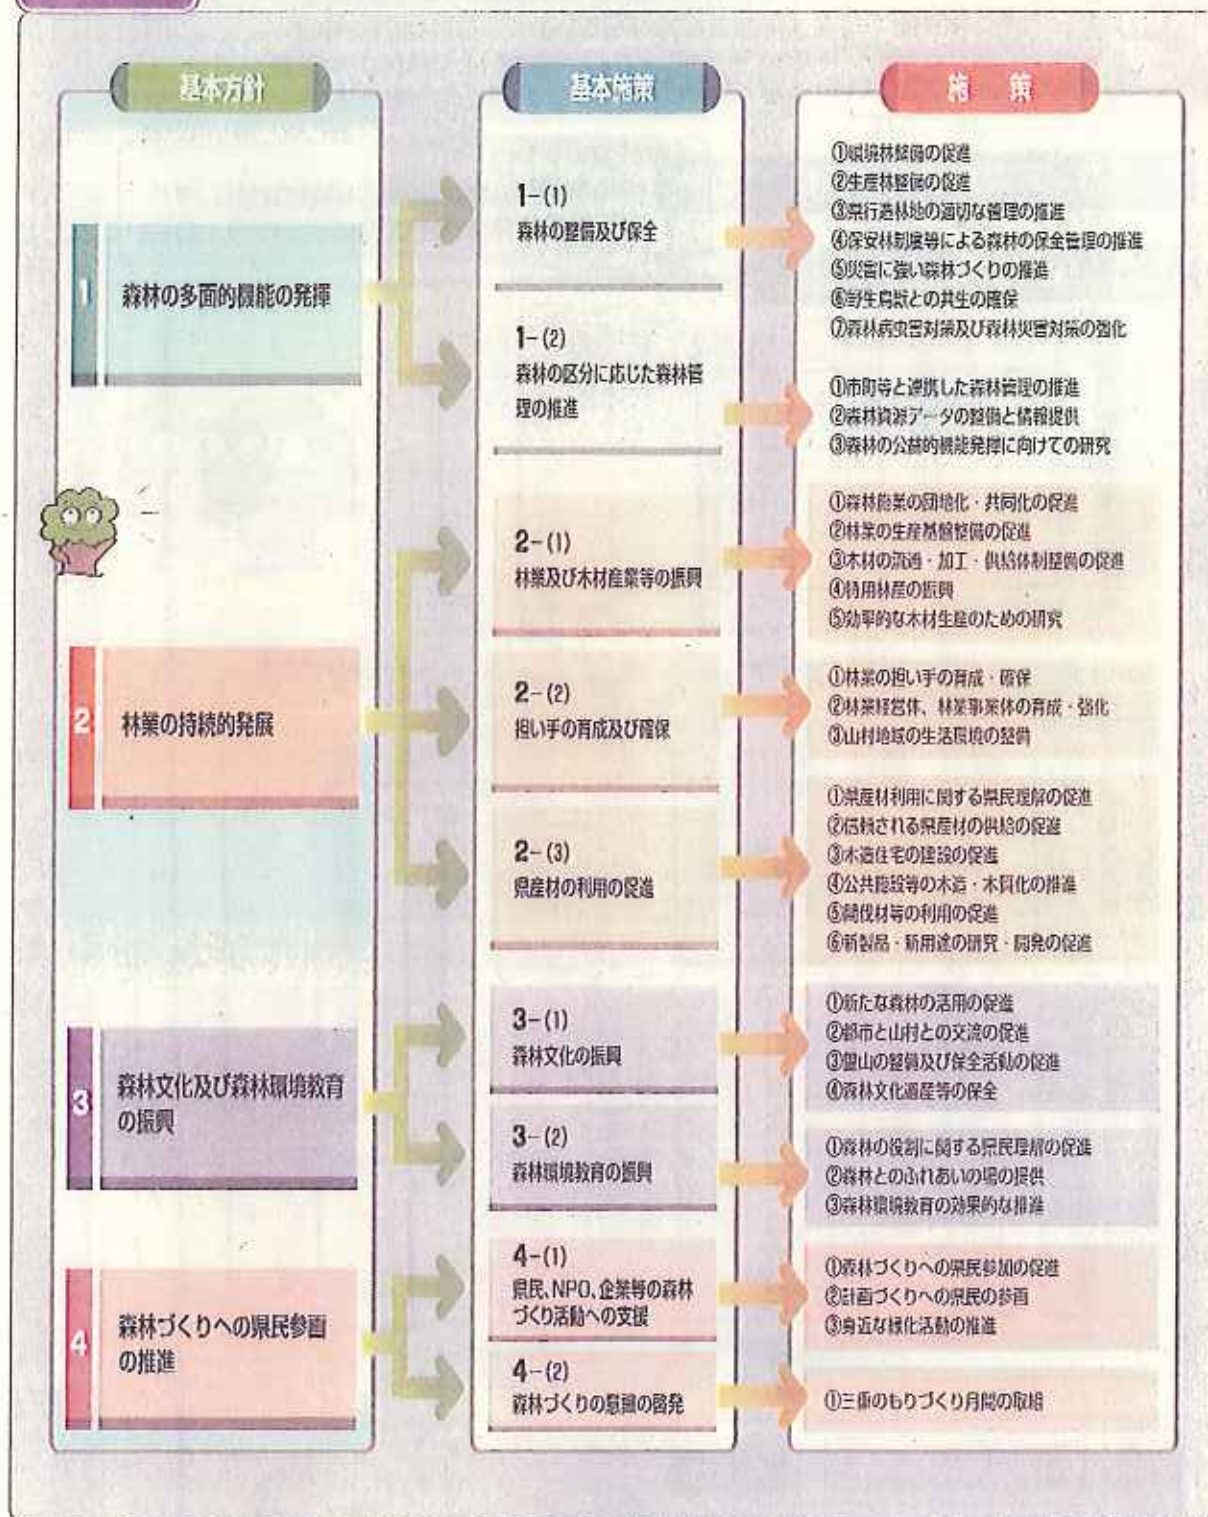 基本方針
基本施策
施 策
1
森林の多面的機能の発揮
1-(1)
森林の整備及び保全
①環境林整備の促進
②生産林整備の促進
③県行造林地の適切な管理の推進
④保安林制度等による森林の保全管理の推進
⑤災害に強い森林づくりの推進
⑥野生鳥獣との共生の確保
⑦森林病虫害対策及び森林災害対策の強化
1-(2)
森林の区分に応じた森林管
理の推進
①市町等と連携した森林管理の推進
②森林資源データの整備と情報提供
③森林の公益的機能発揮に向けての研究
2
林業の持続的発展
2-(1)
林業及び木材産業等の振興
①森林施業の団地化・共同化の促進
②林業の生産基盤整備の促進
③木材の流通・加工・供給体制整備の促進
④特用林産の振興
⑤効率的な木材生産のための研究
2-(2)
担い手の育成及び確保
①林業の担い手の育成・確保
②林業経営体、林業事業体の育成・強化
③山村地域の生活環境の整備
2-(3)
県産材の利用の促進
①県産材利用に関する県民理解の促進
②信頼される県産材の供給の促進
③木造住宅の建設の促進
④公共施設等の木造・木質化の推進
⑤間伐材等の利用の促進
⑥新製品・新用途の研究・開発の促進
3
森林文化及び森林環境教育
の振興
3-(1)
森林文化の振興
①新たな森林の活用の促進
②都市と山村との交流の促進
③里山の整備及び保全活動の促進
④森林文化遺産等の保全
3-(2)
森林環境教育の振興
①森林の役割に関する県民理解の促進
②森林とのふれあいの場の提供
③森林環境教育の効果的な推進
4
森林づくりへの県民参画
の推進
4-(1)
県民、NPO、企業等の森林
づくり活動への支援
①森林づくりへの県民参加の促進
②計画づくりへの県民の参画
③身近な緑化活動の推進
4-(2)
森林づくりの意識の啓発
①三重のもりづくり月間の取組